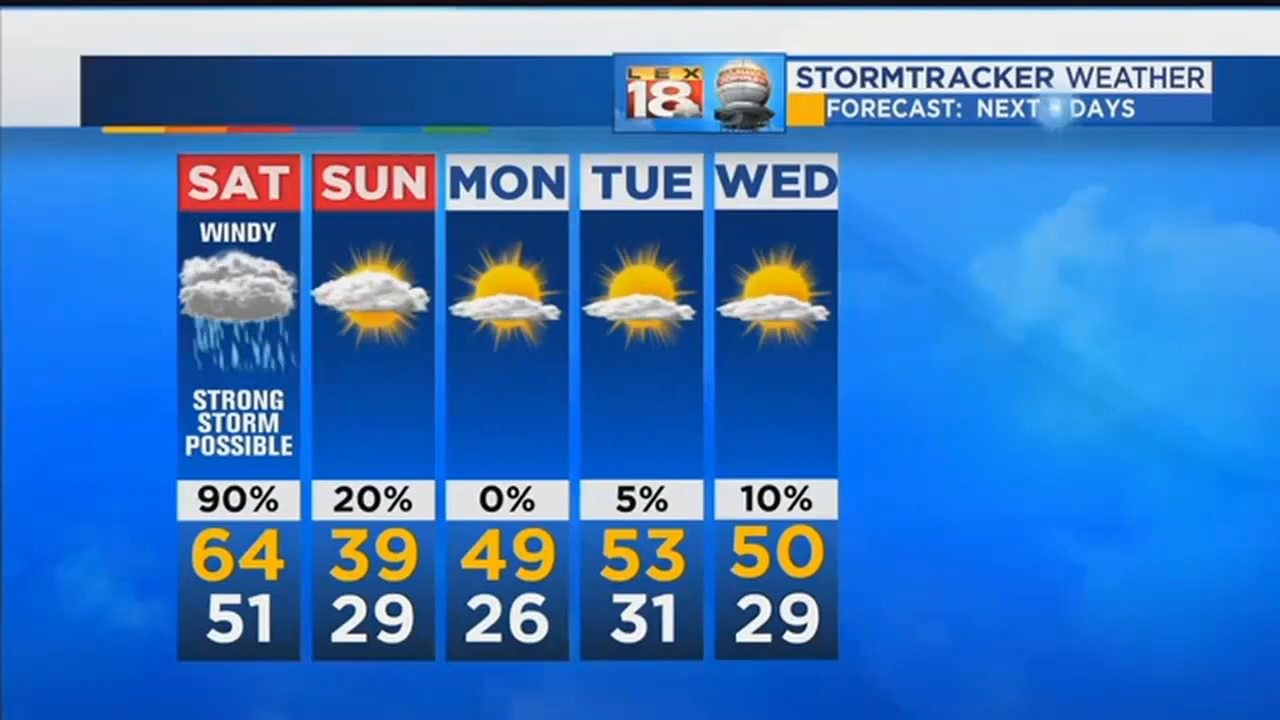 LEX
18
STORMTRACKER WEATHER
FORECAST: NEXT DAYS
SAT
SUN
MON
TUE
WED
WINDY
STRONG
STORM
POSSIBLE
90%
20%
0%
5%
10%
64
39
49
53
50
51
29
26
31
29